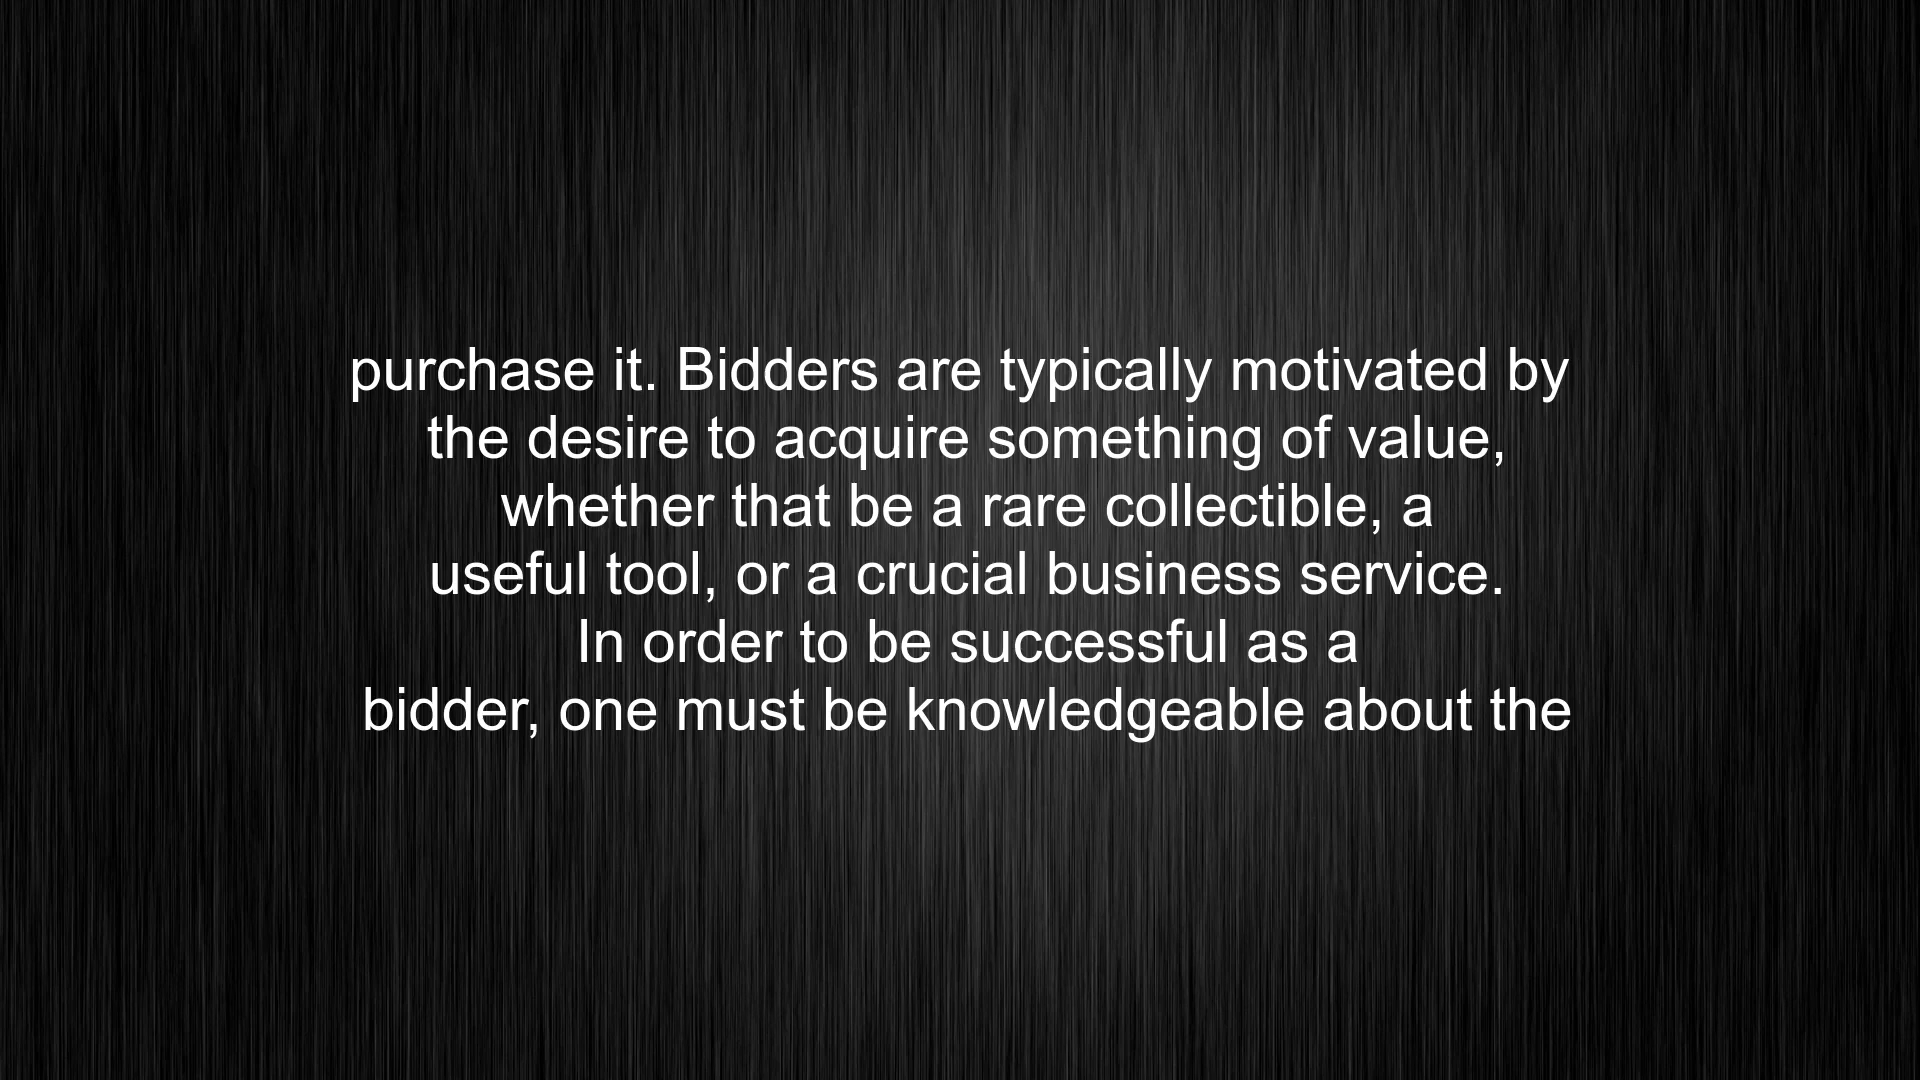 purchase it. Bidders are typically motivated by
the desire to acquire something of value,
whether that be a rare collectible, a
useful tool, or a crucial business service.
In order to be successful as a
bidder, one must be knowledgeable about the